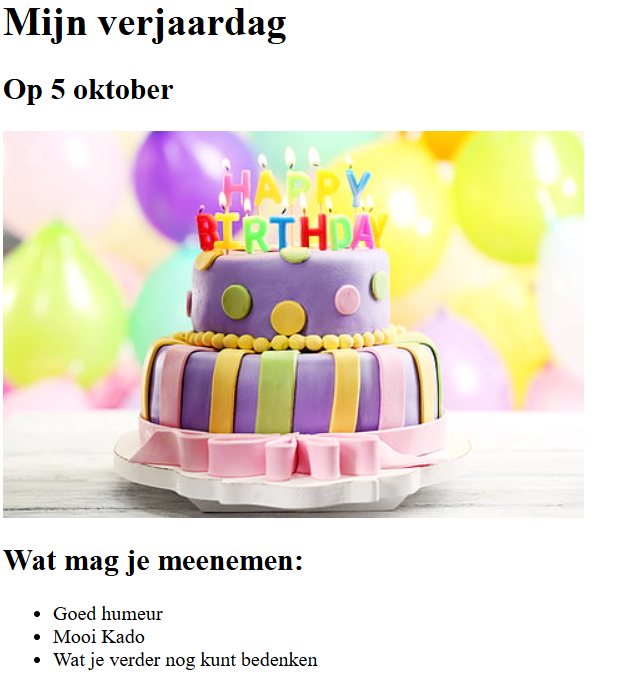 Mijn verjaardag
Op 5 oktober
HAPPY
BIRTHDAY
Wat mag je meenemen:
Goed humeur
Mooi Kado
Wat je verder nog kunt bedenken